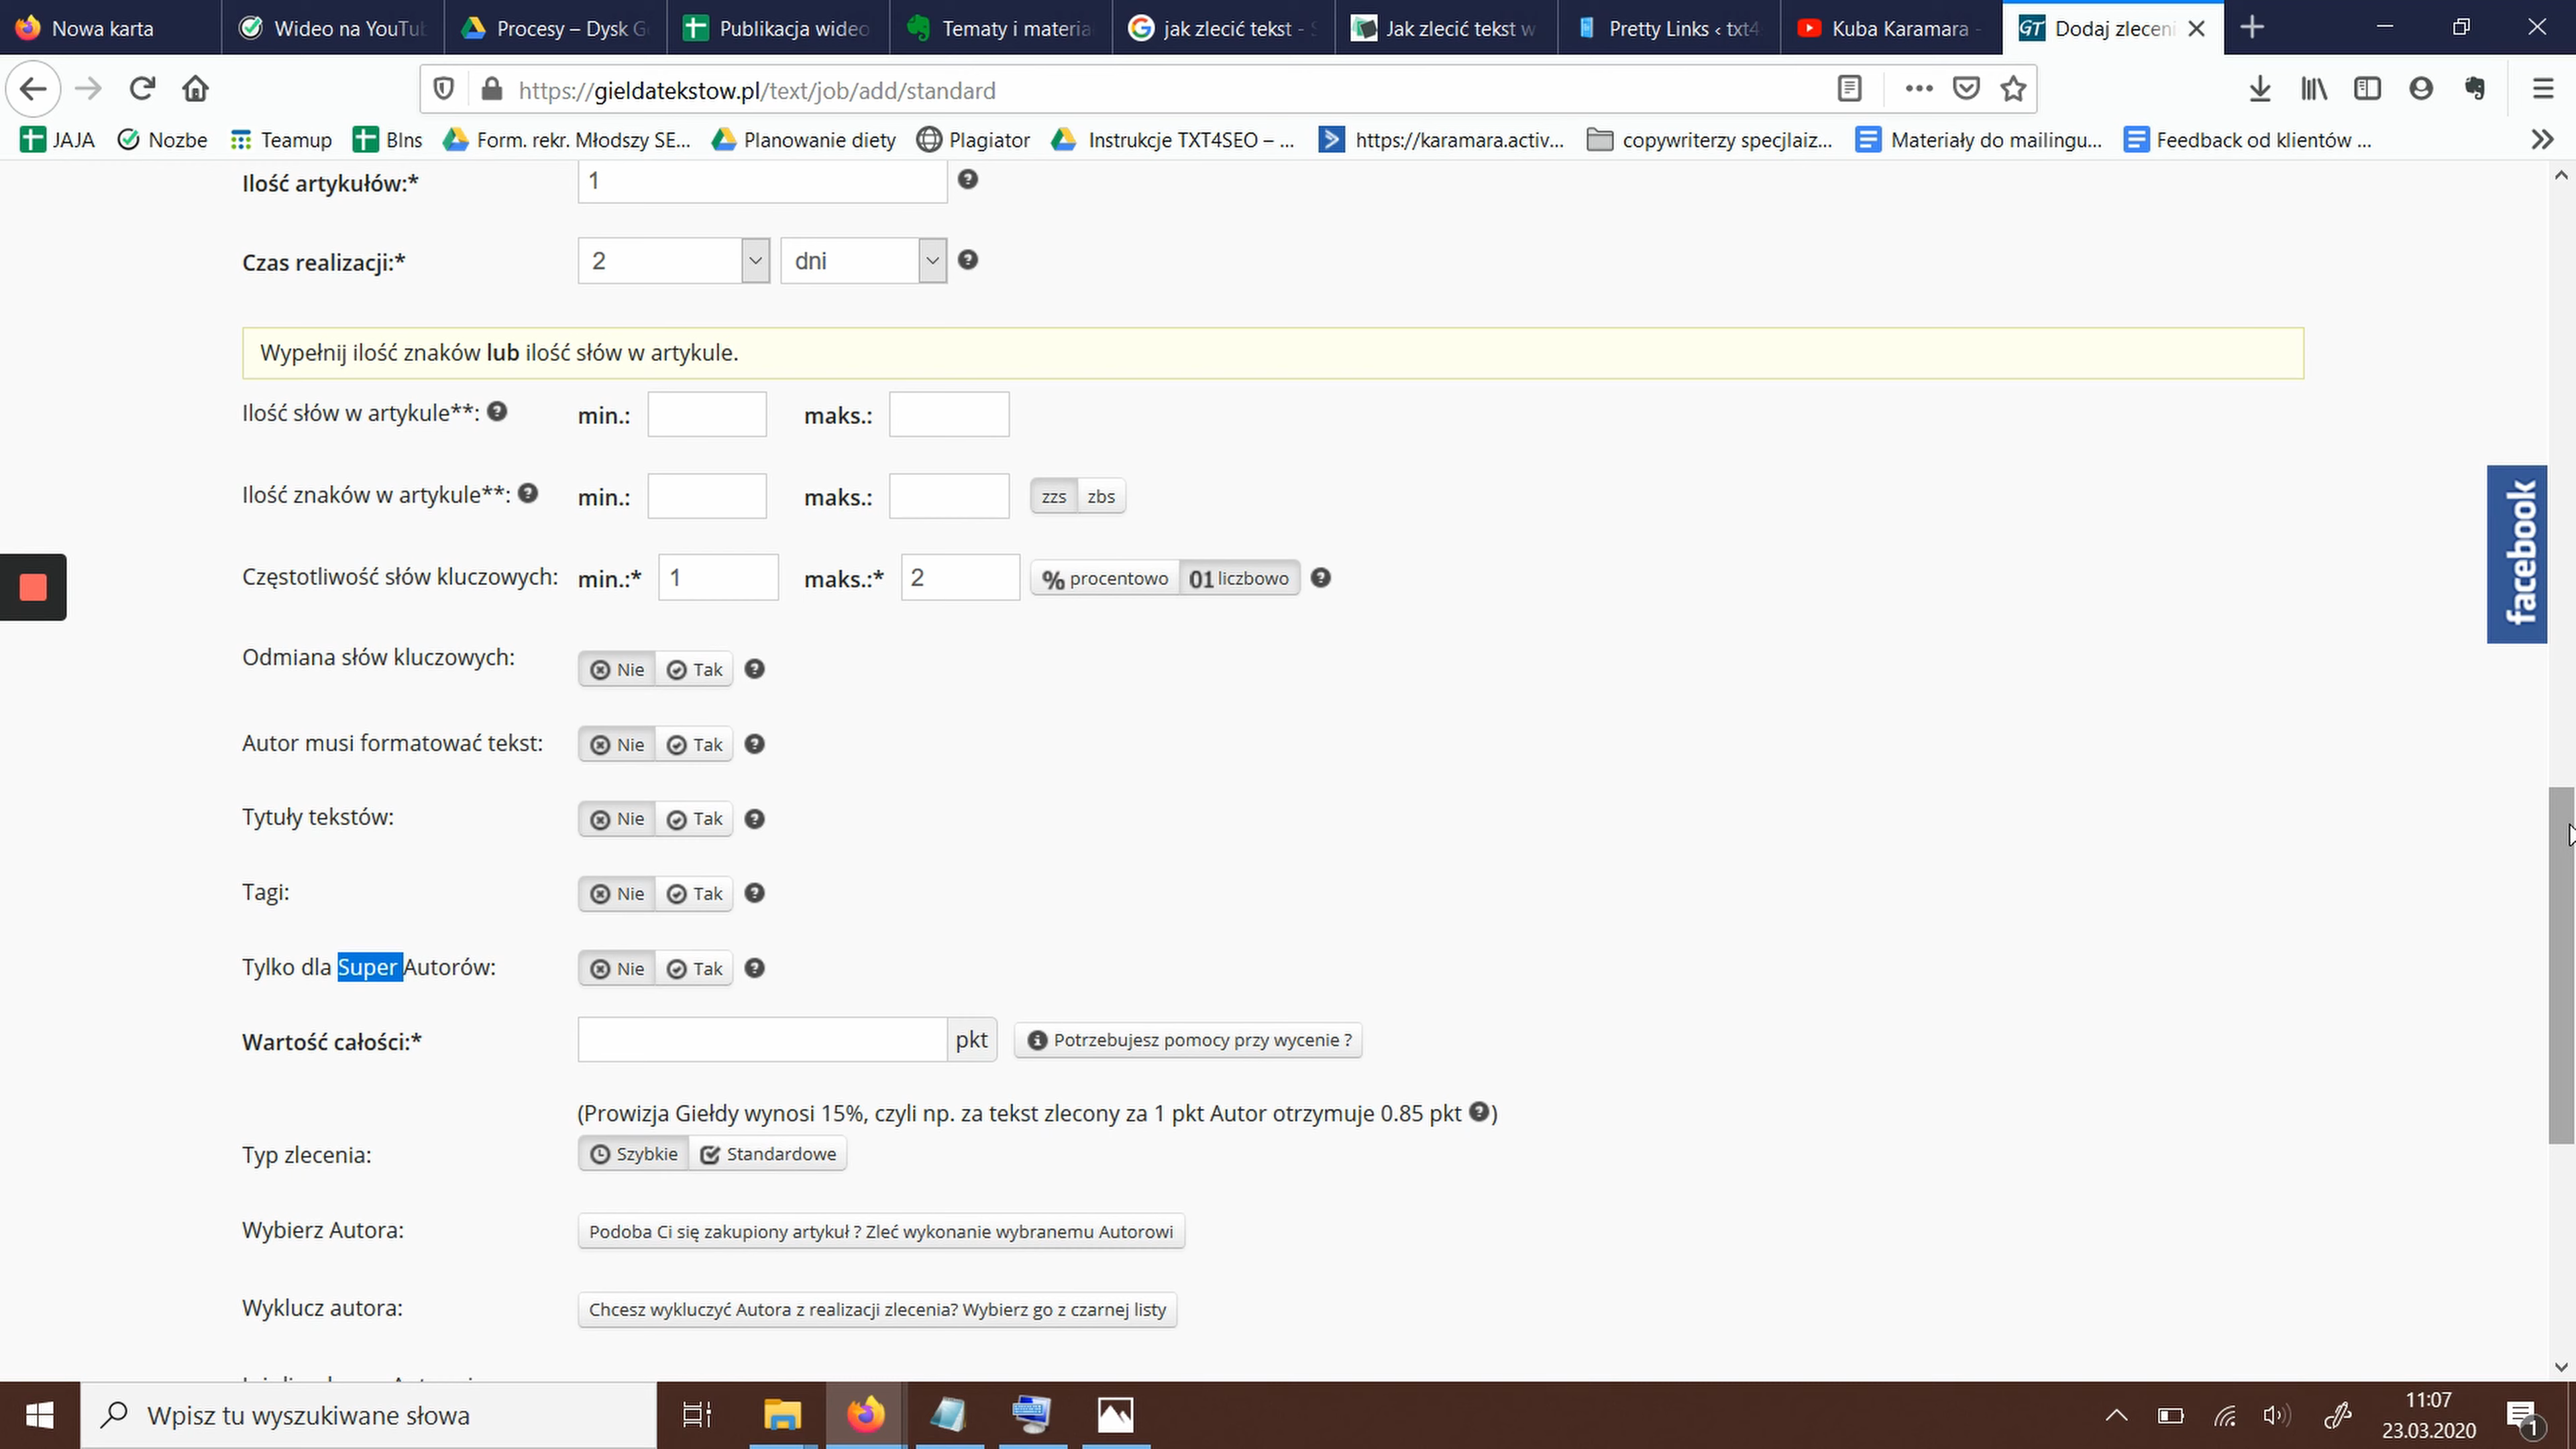 Nowa karta
Wideo na YouTu
Procesy – Dysk G
Publikacja wideo
Tematy i materia
jak zlecić tekst - S
Jak zlecić tekst w
Pretty Links ‹ txt4
Kuba Karamara -
GT Dodaj zleceni
https://gieldatekstow.pl/text/job/add/standard
JAJA
Nozbe
Teamup
BIns
Form. rekr. Młodszy SE...
Planowanie diety
Plagiator
Instrukcje TXT4SEO – ...
https://karamara.activ...
copywriterzy specjlaiz...
Materiały do mailingu...
Feedback od klientów ...
Ilość artykułów:* 1
Czas realizacji:* 2 dni
Wypełnij ilość znaków lub ilość słów w artykule.
Ilość słów w artykule**: min.: maks.:
Ilość znaków w artykule**: min.: maks.: zzs zbs
Częstotliwość słów kluczowych: min.:* 1 maks.:* 2 % procentowo 01 liczbowo
Odmiana słów kluczowych: Nie Tak
Autor musi formatować tekst: Nie Tak
Tytuły tekstów: Nie Tak
Tagi: Nie Tak
Tylko dla Super Autorów: Nie Tak
Wartość całości:* pkt Potrzebujesz pomocy przy wycenie ?
(Prowizja Giełdy wynosi 15%, czyli np. za tekst zlecony za 1 pkt Autor otrzymuje 0.85 pkt )
Typ zlecenia: Szybkie Standardowe
Wybierz Autora: Podoba Ci się zakupiony artykuł ? Zleć wykonanie wybranemu Autorowi
Wyklucz autora: Chcesz wykluczyć Autora z realizacji zlecenia? Wybierz go z czarnej listy
facebook
Wpisz tu wyszukiwane słowa
11:07
23.03.2020
1